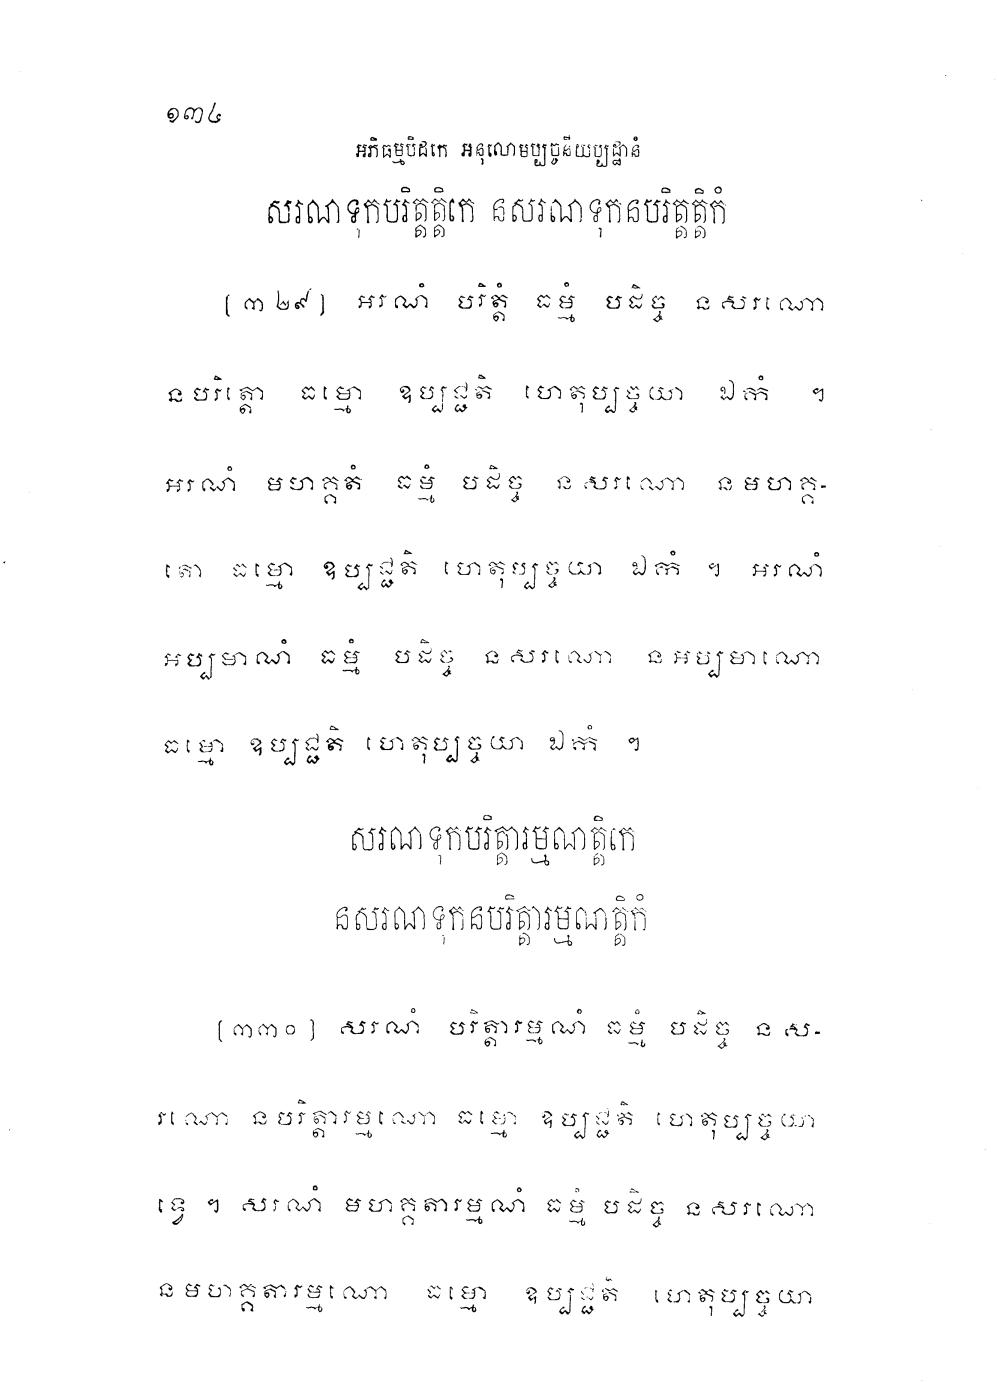 ១៣៤
អភិធម្មបិដកេ អនុលោមប្បច្ចនីយប្បដ្ឋានំ
សរណទុកបរិត្តត្តិកេ នសរណទុកនបរិត្តត្តិកំ
[៣២៩] អរណំ បរិត្តំ ធម្មំ បដិច្ច នសរណោ
នបរិត្តោ ធម្មោ ឧប្បជ្ជតិ ហេតុប្បច្ចយា ឯកំ ។
អរណំ មហគ្គតំ ធម្មំ បដិច្ច នសរណោ នមហគ្គ-
តោ ធម្មោ ឧប្បជ្ជតិ ហេតុប្បច្ចយា ឯកំ ។ អរណំ
អប្បមាណំ ធម្មំ បដិច្ច នសរណោ នអប្បមាណោ
ធម្មោ ឧប្បជ្ជតិ ហេតុប្បច្ចយា ឯកំ ។
សរណទុកបរិត្តារម្មណត្តិកេ
នសរណទុកនបរិត្តារម្មណត្តិកំ
[៣៣០] សរណំ បរិត្តារម្មណំ ធម្មំ បដិច្ច នស-
រណោ នបរិត្តារម្មណោ ធម្មោ ឧប្បជ្ជតិ ហេតុប្បច្ចយា
ទ្វេ ។ សរណំ មហគ្គតារម្មណំ ធម្មំ បដិច្ច នសរណោ
នមហគ្គតារម្មណោ ធម្មោ ឧប្បជ្ជតិ ហេតុប្បច្ចយា